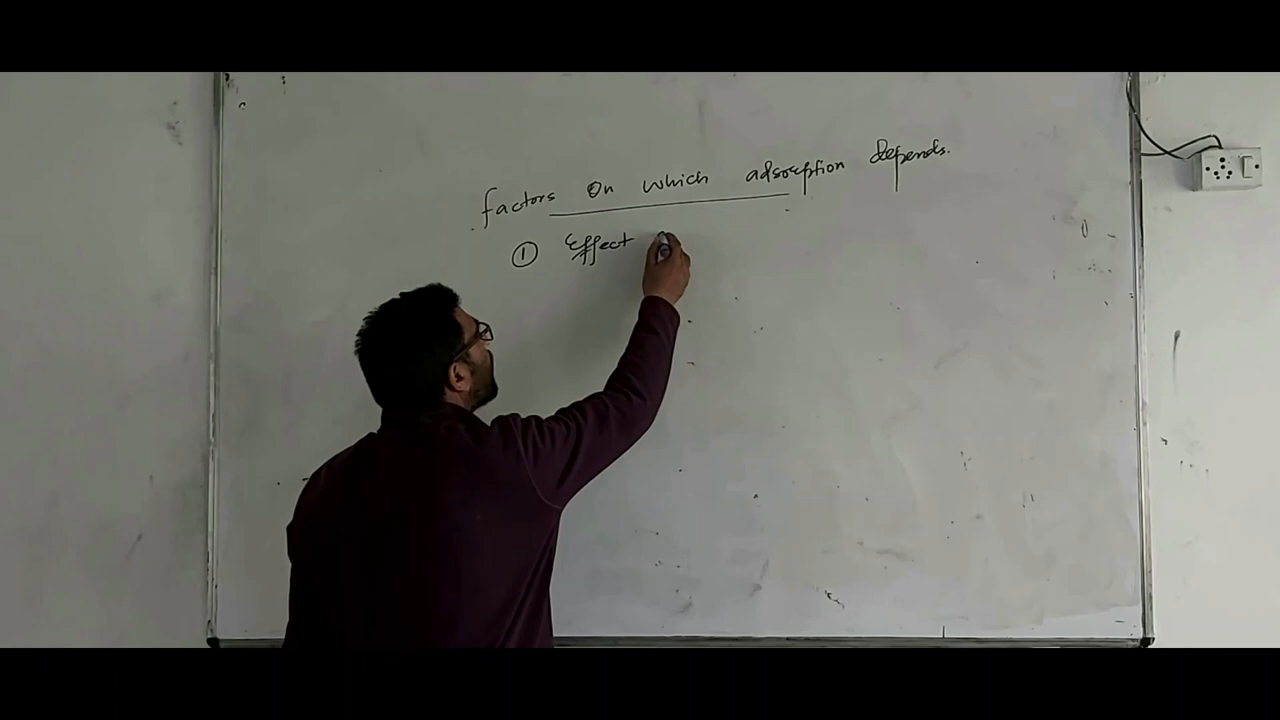 factors On which adsorption depends.
① Effect